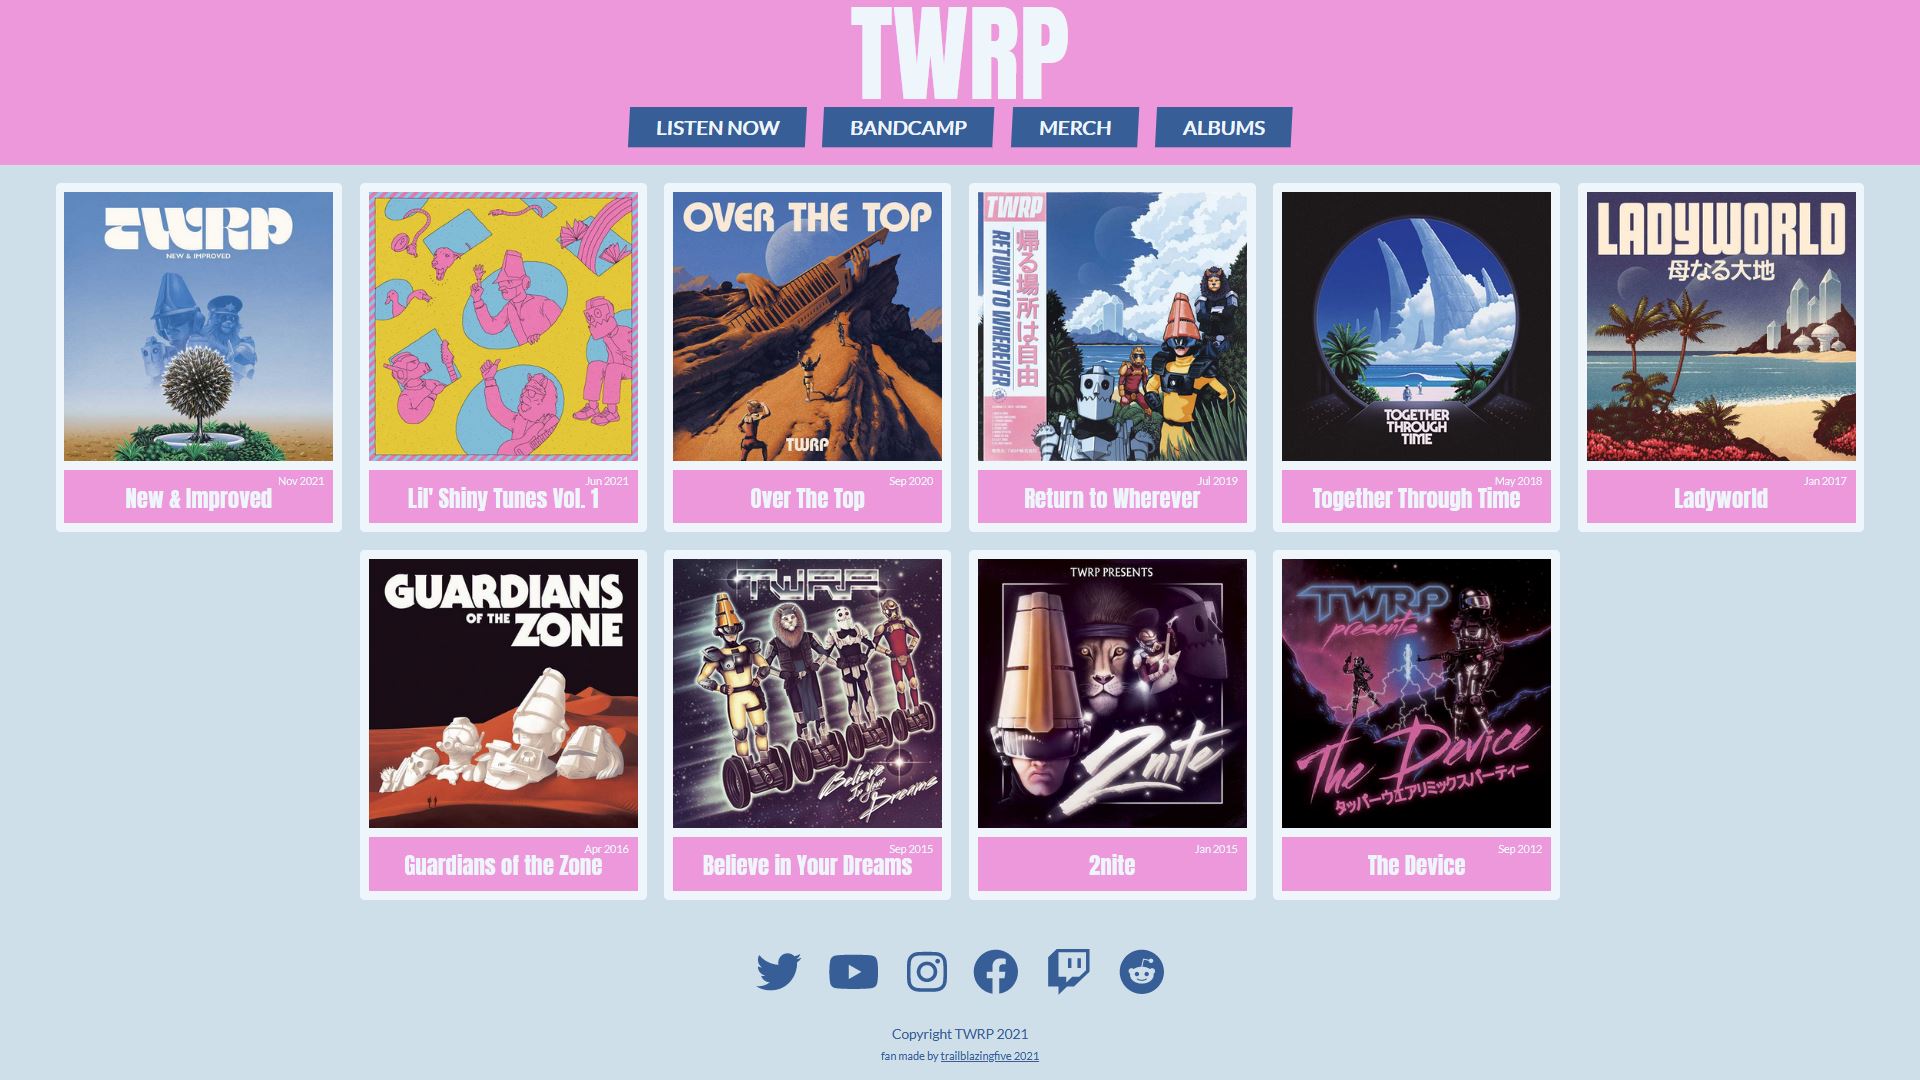 TWRP
LISTEN NOW
BANDCAMP
MERCH
ALBUMS
TWRP
NEW & IMPROVED
Nov 2021
New & Improved
Jun 2021
Lil' Shiny Tunes Vol. 1
OVER THE TOP
TWRP
Sep 2020
Over The Top
TWRP
RETURN TO WHEREVER
帰る場所は自由
Jul 2019
Return to Wherever
TOGETHER
THROUGH
TIME
May 2018
Together Through Time
LADYWORLD
母なる大地
Jan 2017
Ladyworld
GUARDIANS
OF THE ZONE
Apr 2016
Guardians of the Zone
TWRP
Believe
In Your
Dreams
Sep 2015
Believe in Your Dreams
TWRP PRESENTS
2nite
Jan 2015
2nite
TWRP
presents
The Device
タッパーウエアリミックスパーティー
Sep 2012
The Device
Copyright TWRP 2021
fan made by trailblazingfive 2021